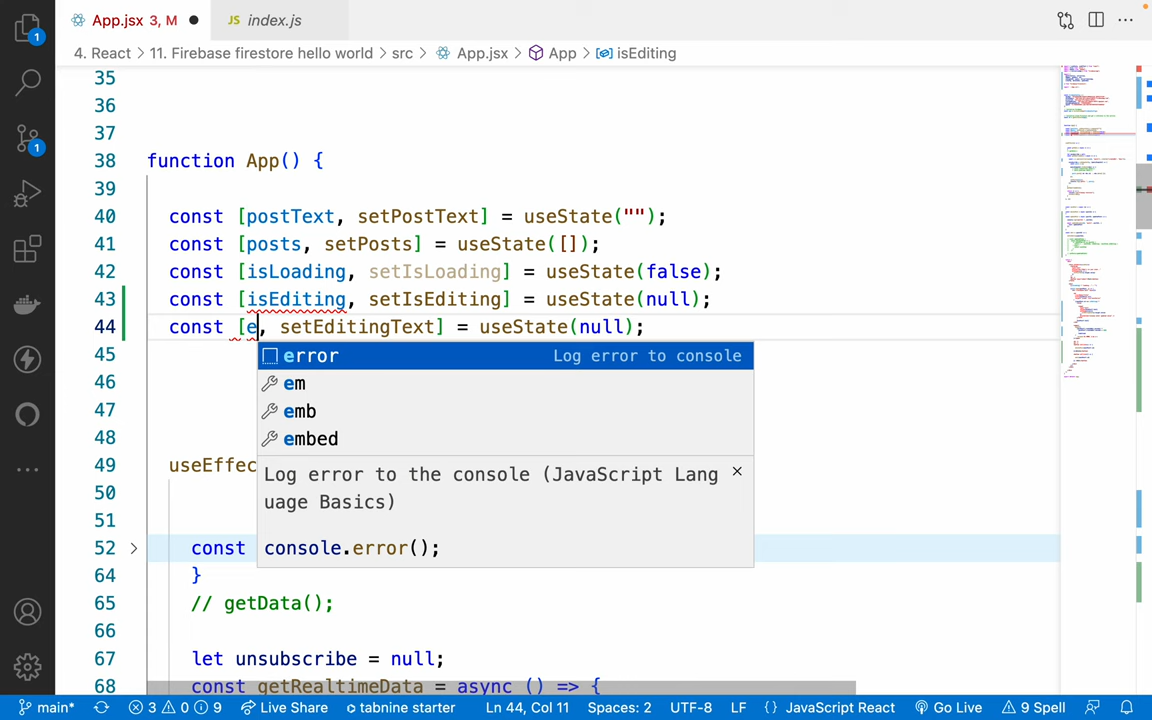 App.jsx 3, M
JS index.js
4. React > 11. Firebase firestore hello world > src > App.jsx > App > isEditing
1
1
35
36
37
38 function App() {
39
40 const [postText, setPostText] = useState("");
41 const [posts, setPosts] = useState([]);
42 const [isLoading, setIsLoading] = useState(false);
43 const [isEditing, setIsEditing] = useState(null);
44 const [e, setEditingText] = useState(null);
45 error Log error to console
46 em
47 emb
48 embed
49 useEffec Log error to the console (JavaScript Lang
50 uage Basics)
51
52 const console.error();
64 }
65 // getData();
66
67 let unsubscribe = null;
68 const getRealtimeData = async () => {
main* 3 0 9 Live Share tabnine starter Ln 44, Col 11 Spaces: 2 UTF-8 LF {} JavaScript React Go Live 9 Spell